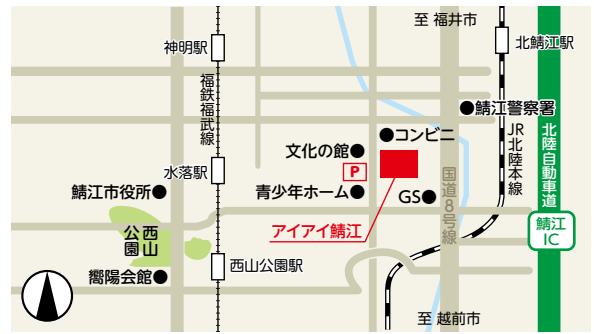 至 福井市
神明駅
北鯖江駅
福鉄福武線
鯖江警察署
コンビニ
文化の館
P
JR北陸本線
北陸自動車道
水落駅
国道8号線
鯖江市役所
青少年ホーム
GS
アイアイ鯖江
鯖江
IC
西山
公園
西山公園駅
嚮陽会館
至 越前市